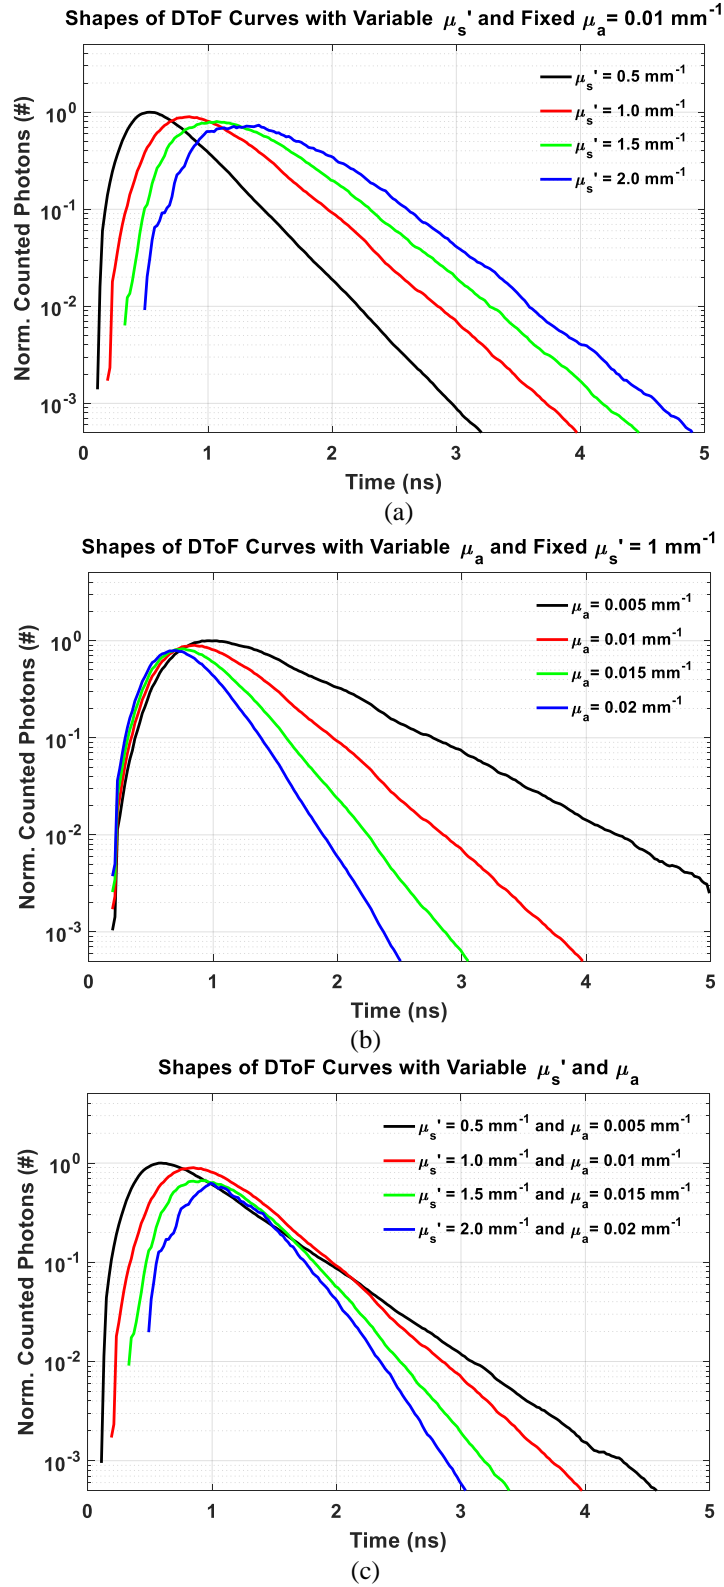 Shapes of DToF Curves with Variable μs' and Fixed μa= 0.01 mm-1
μs' = 0.5 mm-1
μs' = 1.0 mm-1
μs' = 1.5 mm-1
μs' = 2.0 mm-1
Norm. Counted Photons (#)
100
10-1
10-2
10-3
0 1 2 3 4 5
Time (ns)
(a)
Shapes of DToF Curves with Variable μa and Fixed μs' = 1 mm-1
μa= 0.005 mm-1
μa= 0.01 mm-1
μa= 0.015 mm-1
μa= 0.02 mm-1
Norm. Counted Photons (#)
100
10-1
10-2
10-3
0 1 2 3 4 5
Time (ns)
(b)
Shapes of DToF Curves with Variable μs' and μa
μs' = 0.5 mm-1 and μa= 0.005 mm-1
μs' = 1.0 mm-1 and μa= 0.01 mm-1
μs' = 1.5 mm-1 and μa= 0.015 mm-1
μs' = 2.0 mm-1 and μa= 0.02 mm-1
Norm. Counted Photons (#)
100
10-1
10-2
10-3
0 1 2 3 4 5
Time (ns)
(c)